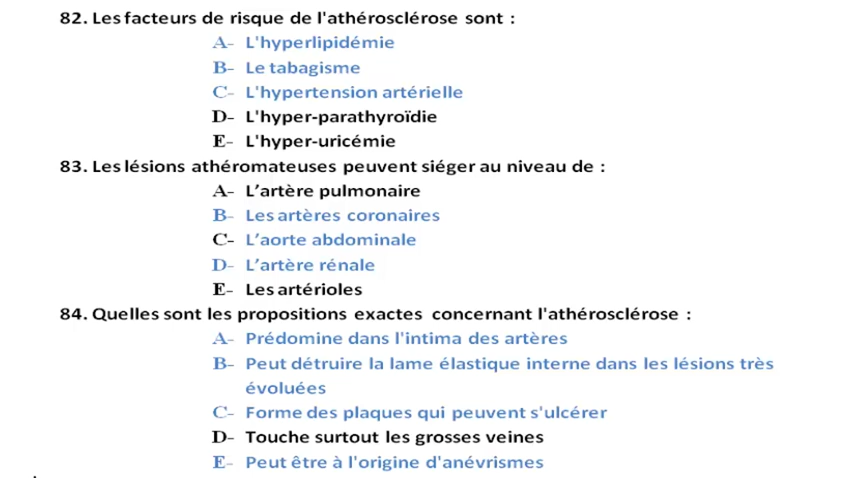 82. Les facteurs de risque de l'athérosclérose sont :
A- L'hyperlipidémie
B- Le tabagisme
C- L'hypertension artérielle
D- L'hyper-parathyroïdie
E- L'hyper-uricémie
83. Les lésions athéromateuses peuvent siéger au niveau de :
A- L’artère pulmonaire
B- Les artères coronaires
C- L’aorte abdominale
D- L’artère rénale
E- Les artérioles
84. Quelles sont les propositions exactes concernant l'athérosclérose :
A- Prédomine dans l'intima des artères
B- Peut détruire la lame élastique interne dans les lésions très
évoluées
C- Forme des plaques qui peuvent s'ulcérer
D- Touche surtout les grosses veines
E- Peut être à l'origine d'anévrismes